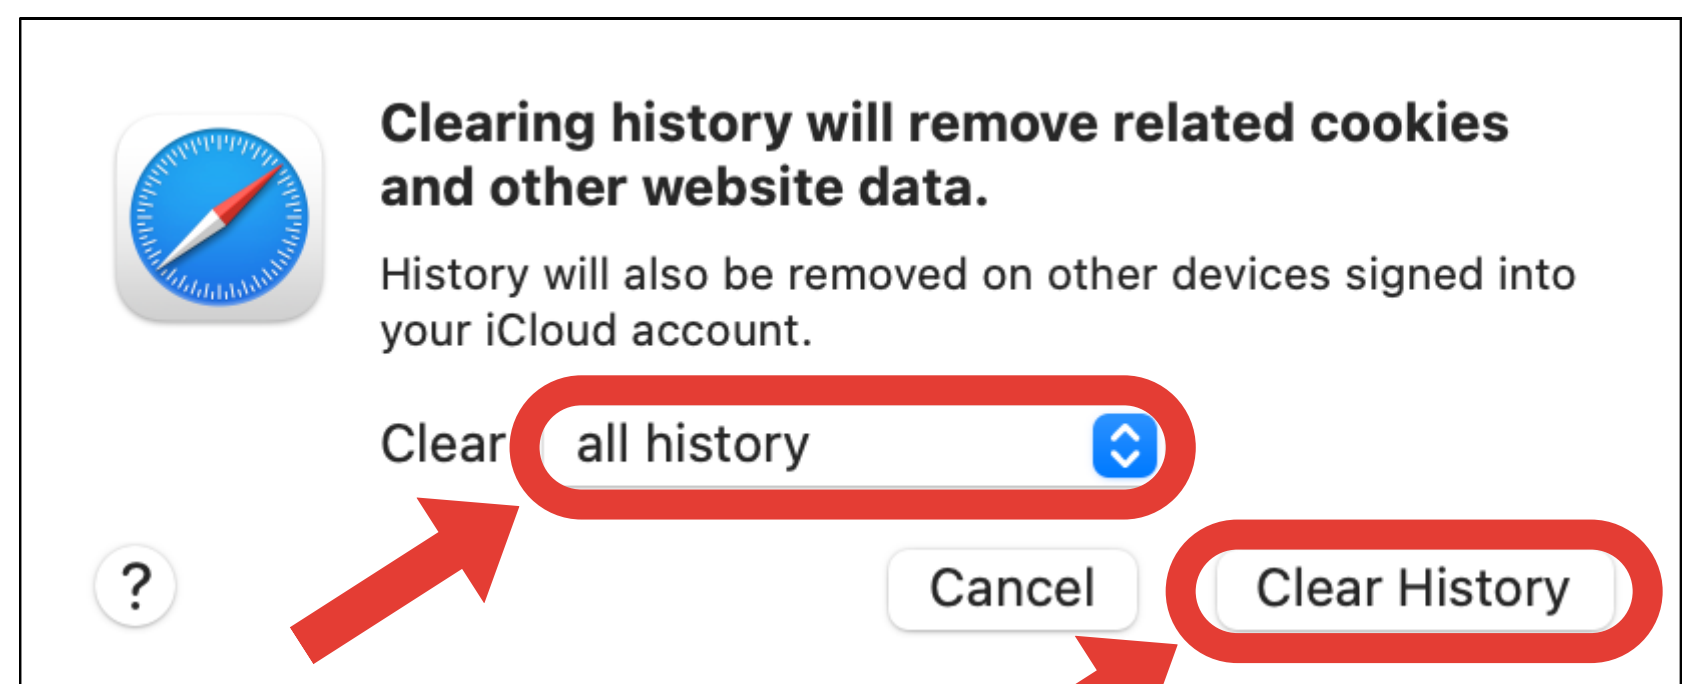 Clearing history will remove related cookies
and other website data.
History will also be removed on other devices signed into
your iCloud account.
Clear all history
? Cancel Clear History